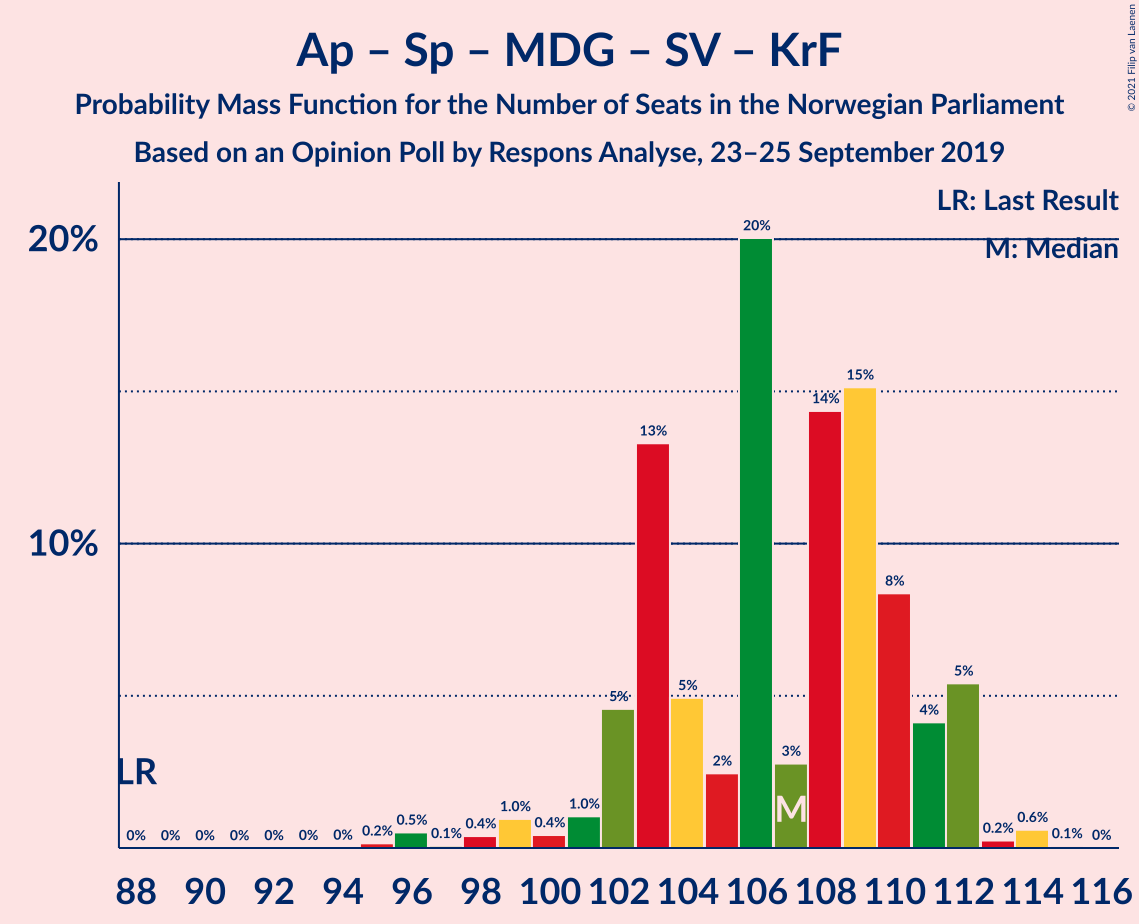 Ap – Sp – MDG – SV – KrF
Probability Mass Function for the Number of Seats in the Norwegian Parliament
Based on an Opinion Poll by Respons Analyse, 23–25 September 2019
© 2021 Filip van Laenen
LR: Last Result
M: Median
20%
10%
LR
M
0% 0% 0% 0% 0% 0% 0% 0.2% 0.5% 0.1% 0.4% 1.0% 0.4% 1.0% 5% 13% 5% 2% 20% 3% 14% 15% 8% 4% 5% 0.2% 0.6% 0.1% 0%
88 90 92 94 96 98 100 102 104 106 108 110 112 114 116